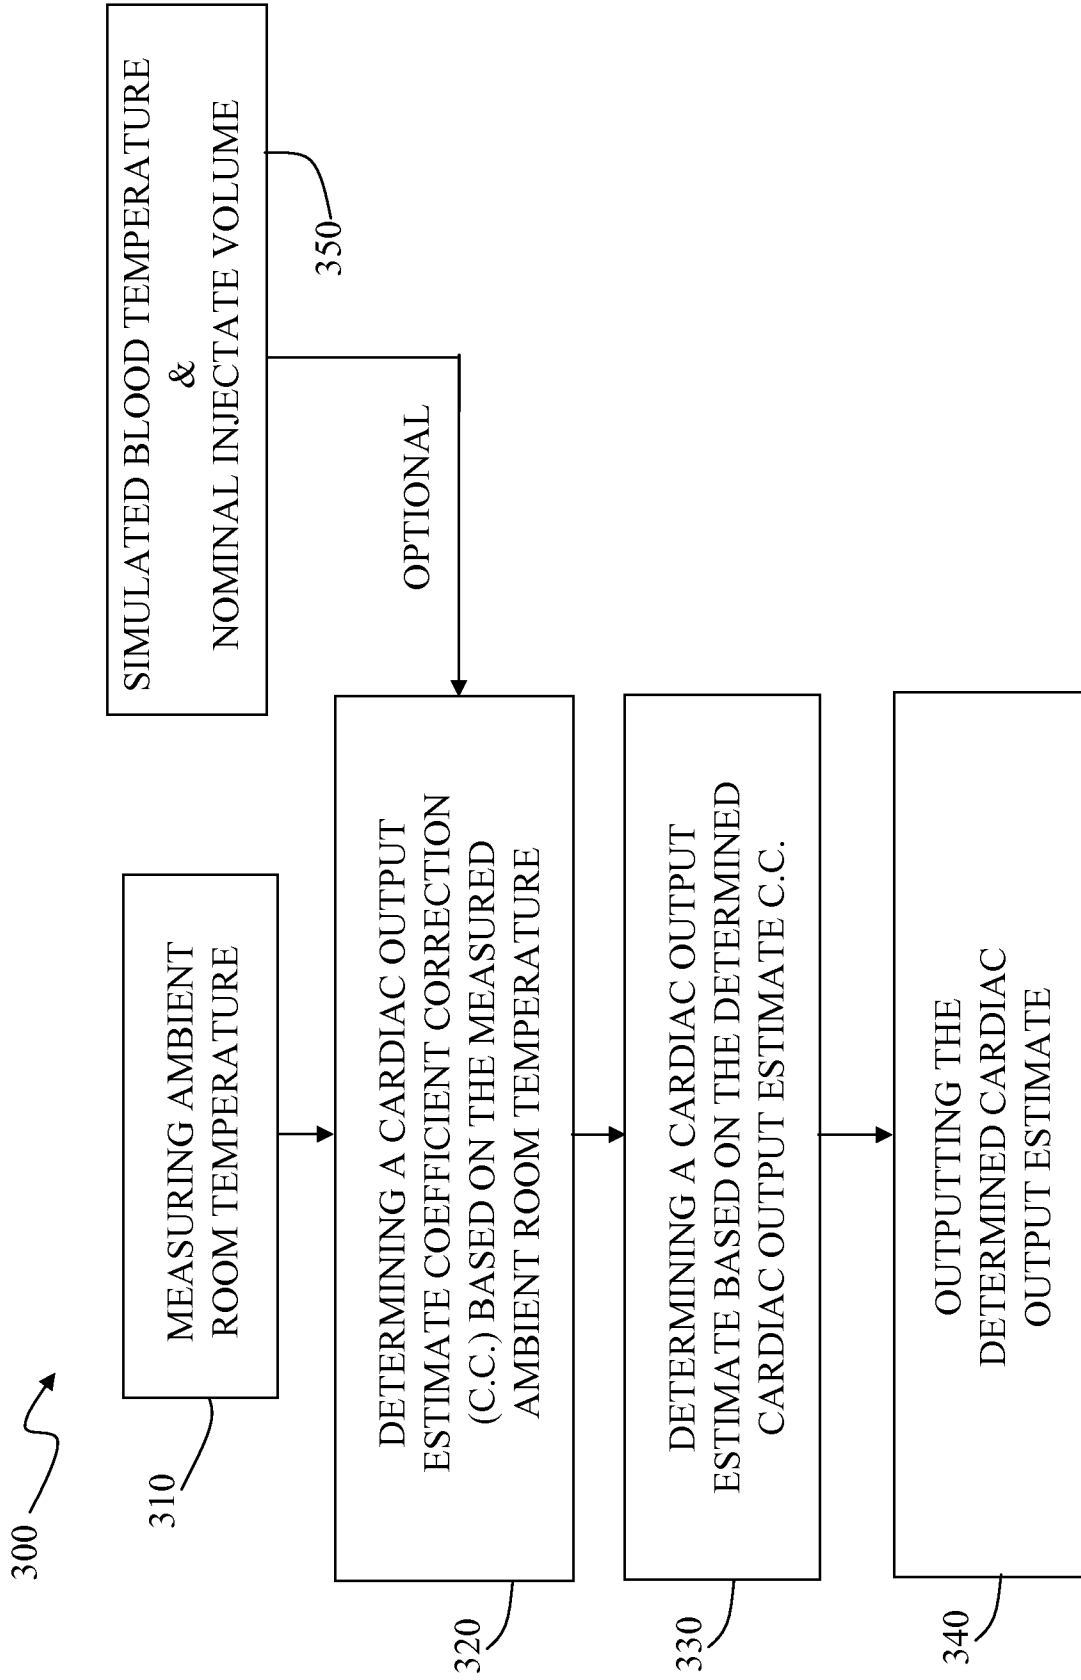 300
310
MEASURING AMBIENT
ROOM TEMPERATURE
SIMULATED BLOOD TEMPERATURE
&
NOMINAL INJECTATE VOLUME
350
OPTIONAL
320
DETERMINING A CARDIAC OUTPUT
ESTIMATE COEFFICIENT CORRECTION
(C.C.) BASED ON THE MEASURED
AMBIENT ROOM TEMPERATURE
330
DETERMINING A CARDIAC OUTPUT
ESTIMATE BASED ON THE DETERMINED
CARDIAC OUTPUT ESTIMATE C.C.
340
OUTPUTTING THE
DETERMINED CARDIAC
OUTPUT ESTIMATE